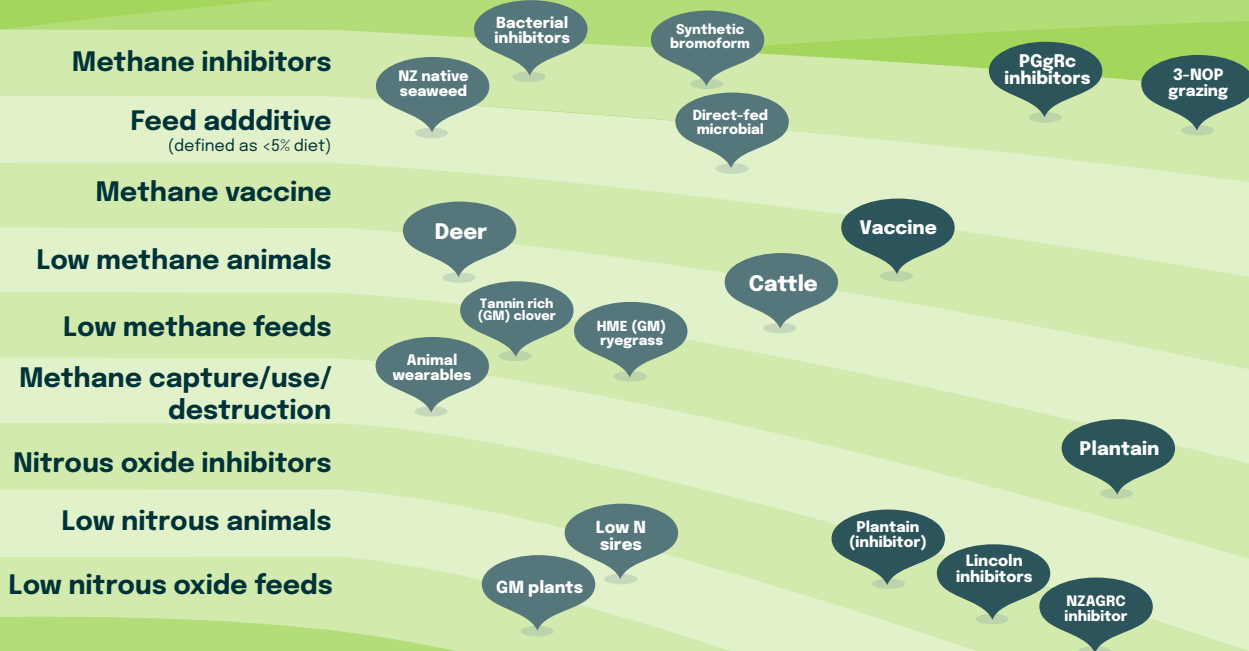 Methane inhibitors
Feed addditive
(defined as <5% diet)
Methane vaccine
Low methane animals
Low methane feeds
Methane capture/use/
destruction
Nitrous oxide inhibitors
Low nitrous animals
Low nitrous oxide feeds
Bacterial
inhibitors
Synthetic
bromoform
PGgRc
inhibitors
3-NOP
grazing
NZ native
seaweed
Direct-fed
microbial
Deer
Vaccine
Cattle
Tannin rich
(GM) clover
HME (GM)
ryegrass
Animal
wearables
Plantain
Low N
sires
Plantain
(inhibitor)
Lincoln
inhibitors
GM plants
NZAGRC
inhibitor